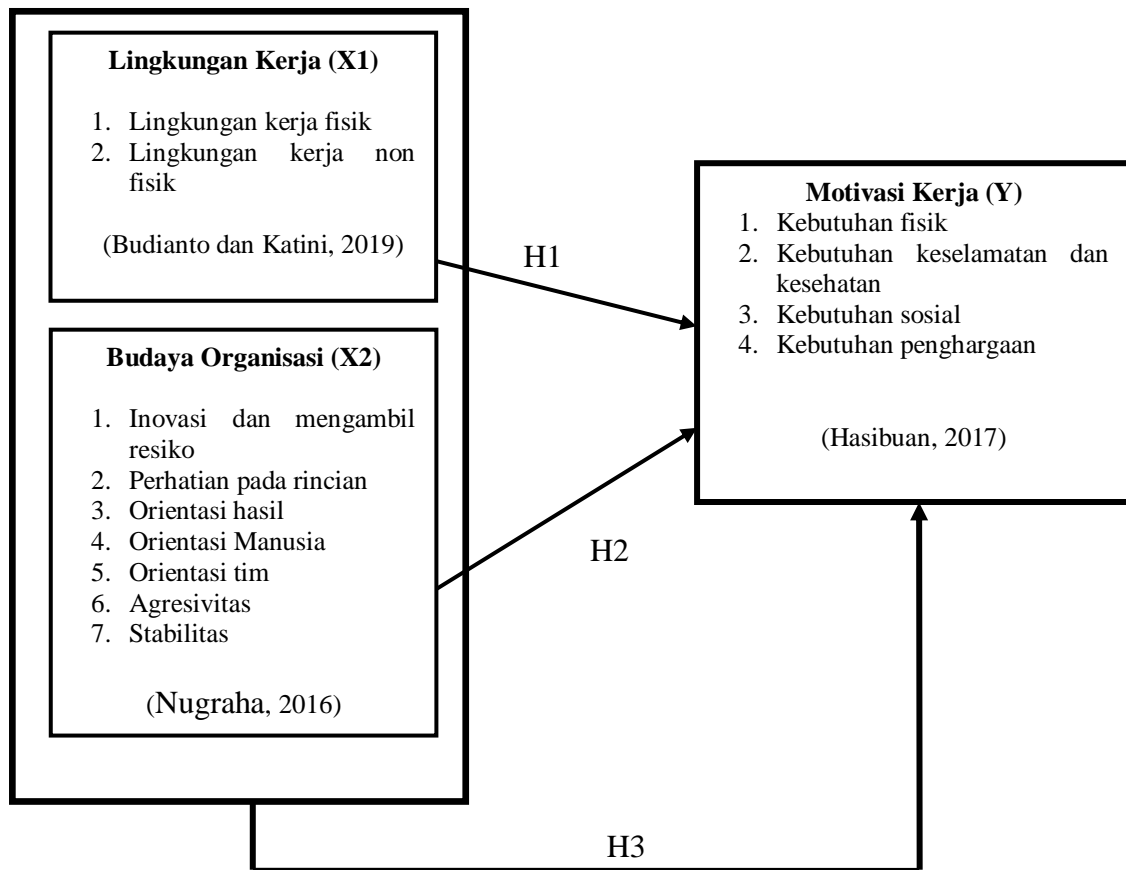 Lingkungan Kerja (X1)
1. Lingkungan kerja fisik
2. Lingkungan kerja non
fisik
(Budianto dan Katini, 2019)
Budaya Organisasi (X2)
1. Inovasi dan mengambil
resiko
2. Perhatian pada rincian
3. Orientasi hasil
4. Orientasi Manusia
5. Orientasi tim
6. Agresivitas
7. Stabilitas
(Nugraha, 2016)
H1
H2
Motivasi Kerja (Y)
1. Kebutuhan fisik
2. Kebutuhan keselamatan dan
kesehatan
3. Kebutuhan sosial
4. Kebutuhan penghargaan
(Hasibuan, 2017)
H3